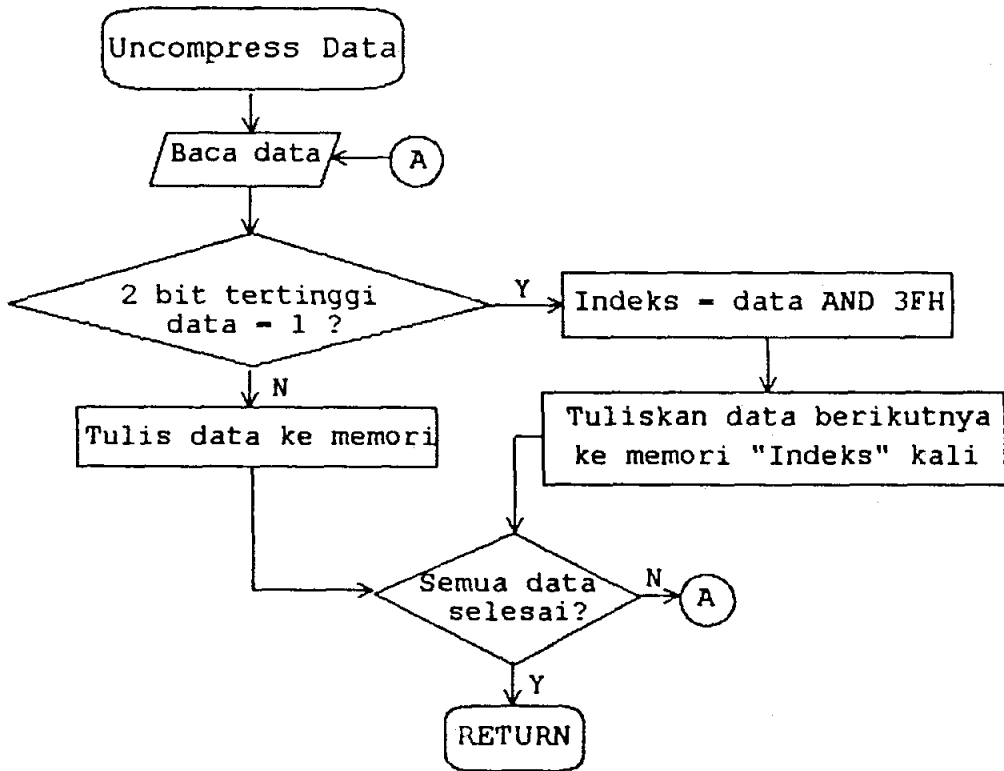 Uncompress Data
Baca data
A
2 bit tertinggi
data = 1 ?
Y
Indeks = data AND 3FH
N
Tulis data ke memori
Tuliskan data berikutnya
ke memori "Indeks" kali
Semua data
selesai?
N
A
Y
RETURN